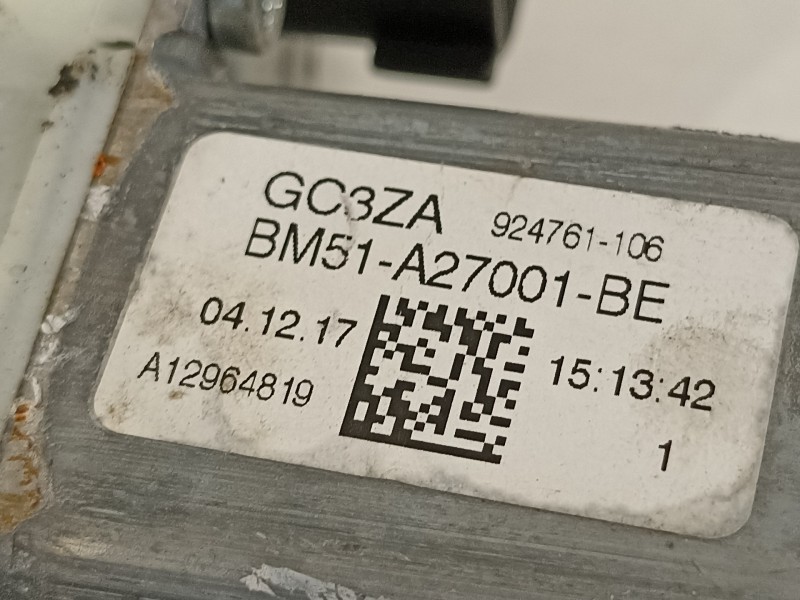 GC3ZA 924761-106
BM51-A27001-BE
04.12.17 15:13:42
A12964819 1